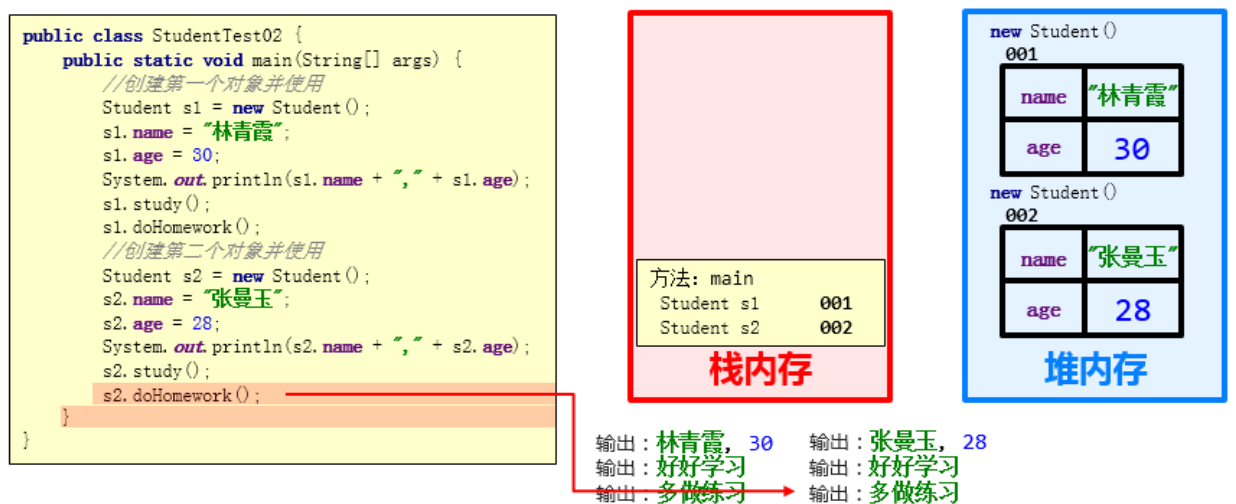 public class StudentTest02 {
public static void main(String[] args) {
//创建第一个对象并使用
Student s1 = new Student();
s1.name = "林青霞";
s1.age = 30;
System.out.println(s1.name + "," + s1.age);
s1.study();
s1.doHomework();
//创建第二个对象并使用
Student s2 = new Student();
s2.name = "张曼玉";
s2.age = 28;
System.out.println(s2.name + "," + s2.age);
s2.study();
s2.doHomework();
}
}
方法: main
Student s1 001
Student s2 002
栈内存
new Student()
001
name "林青霞"
age 30
new Student()
002
name "张曼玉"
age 28
堆内存
输出：林青霞, 30
输出：好好学习
输出：多做练习
输出：张曼玉, 28
输出：好好学习
输出：多做练习